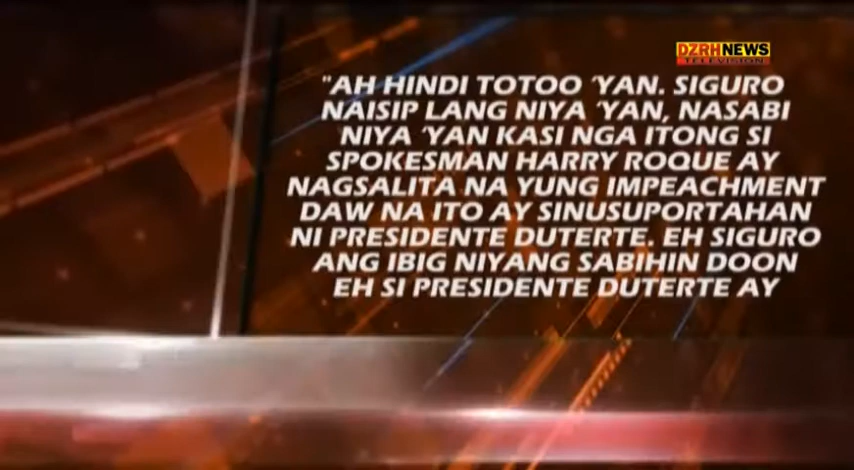 DZRHNEWS
TELEVISION
"AH HINDI TOTOO 'YAN. SIGURO
NAISIP LANG NIYA 'YAN, NASABI
NIYA 'YAN KASI NGA ITONG SI
SPOKESMAN HARRY ROQUE AY
NAGSALITA NA YUNG IMPEACHMENT
DAW NA ITO AY SINUSUPORTAHAN
NI PRESIDENTE DUTERTE. EH SIGURO
ANG IBIG NIYANG SABIHIN DOON
EH SI PRESIDENTE DUTERTE AY